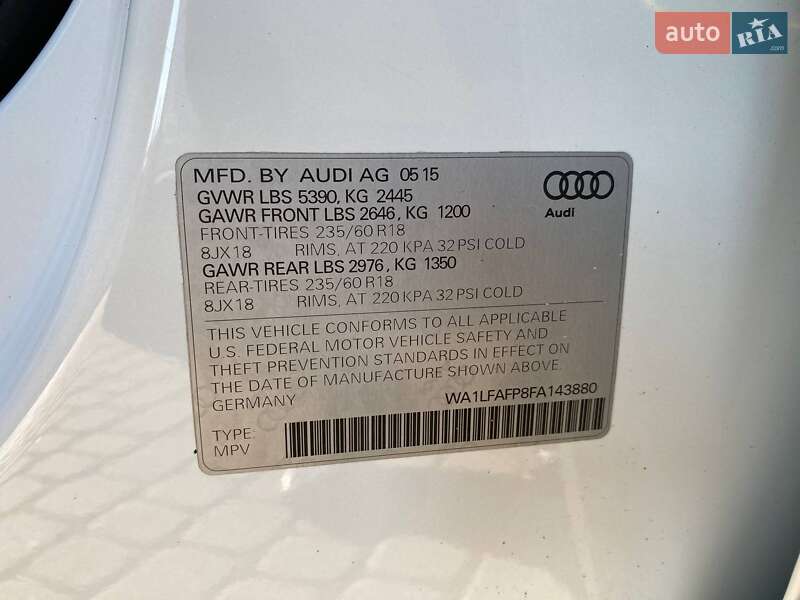 auto RIA
.com
MFD. BY AUDI AG 05 15
GVWR LBS 5390, KG 2445
GAWR FRONT LBS 2646, KG 1200
FRONT-TIRES 235/60 R18
8JX18 RIMS, AT 220 KPA 32 PSI COLD
GAWR REAR LBS 2976, KG 1350
REAR-TIRES 235/60 R18
8JX18 RIMS, AT 220 KPA 32 PSI COLD
Audi
THIS VEHICLE CONFORMS TO ALL APPLICABLE
U.S. FEDERAL MOTOR VEHICLE SAFETY AND
THEFT PREVENTION STANDARDS IN EFFECT ON
THE DATE OF MANUFACTURE SHOWN ABOVE.
GERMANY WA1LFAFP8FA143880
TYPE:
MPV